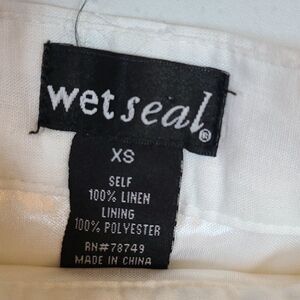 wet seal®
XS
SELF
100% LINEN
LINING
100% POLYESTER
RN#78749
MADE IN CHINA